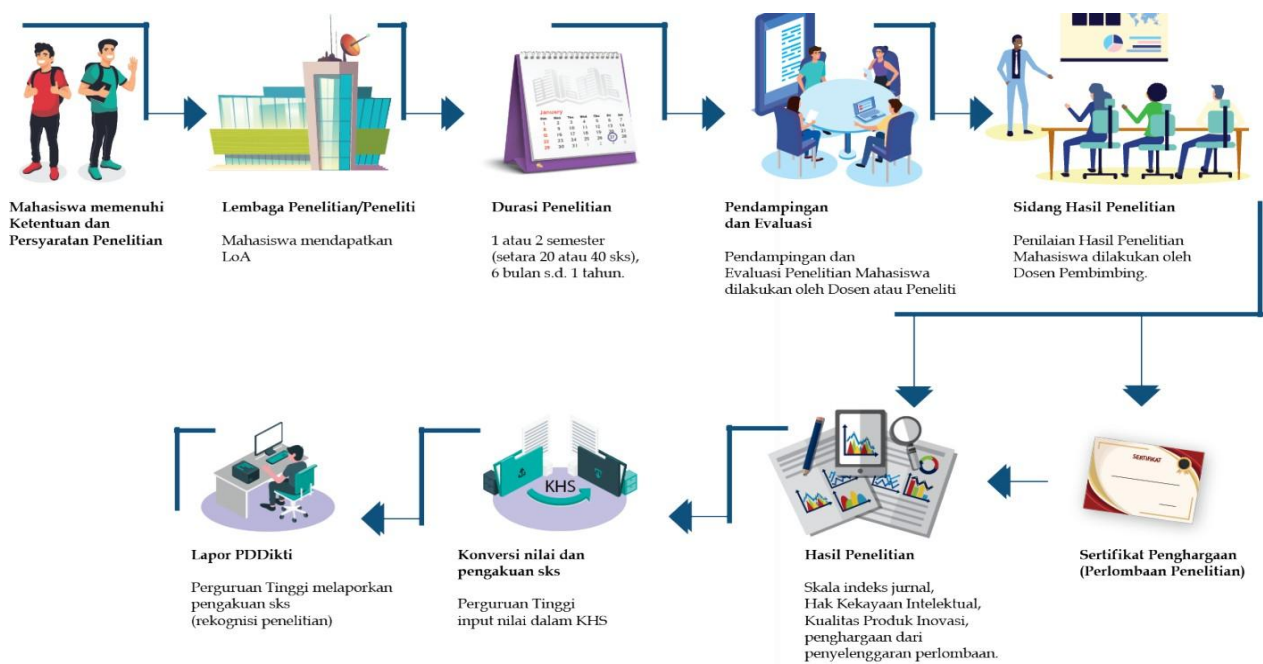 Mahasiswa memenuhi
Ketentuan dan
Persyaratan Penelitian
Lembaga Penelitian/Peneliti
Mahasiswa mendapatkan
LoA
January
Durasi Penelitian
1 atau 2 semester
(setara 20 atau 40 sks),
6 bulan s.d. 1 tahun.
Pendampingan
dan Evaluasi
Pendampingan dan
Evaluasi Penelitian Mahasiswa
dilakukan oleh Dosen atau Peneliti
Sidang Hasil Penelitian
Penilaian Hasil Penelitian
Mahasiswa dilakukan oleh
Dosen Pembimbing.
Lapor PDDikti
Perguruan Tinggi melaporkan
pengakuan sks
(rekognisi penelitian)
KHS
Konversi nilai dan
pengakuan sks
Perguruan Tinggi
input nilai dalam KHS
Hasil Penelitian
Skala indeks jurnal,
Hak Kekayaan Intelektual,
Kualitas Produk Inovasi,
penghargaan dari
penyelenggaran perlombaan.
SERTIFIKAT
Sertifikat Penghargaan
(Perlombaan Penelitian)